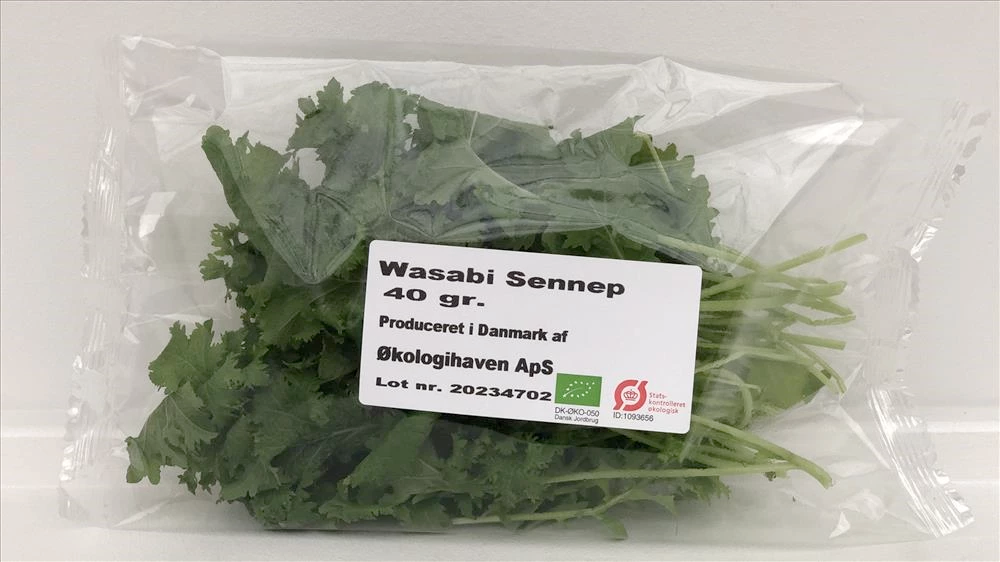 Wasabi Sennep
40 gr.
Produceret i Danmark af
Økologihaven ApS
Lot nr. 20234702
DK-ØKO-050
Dansk Jordbrug
Stats-
kontrolleret
økologisk
ID:1093656